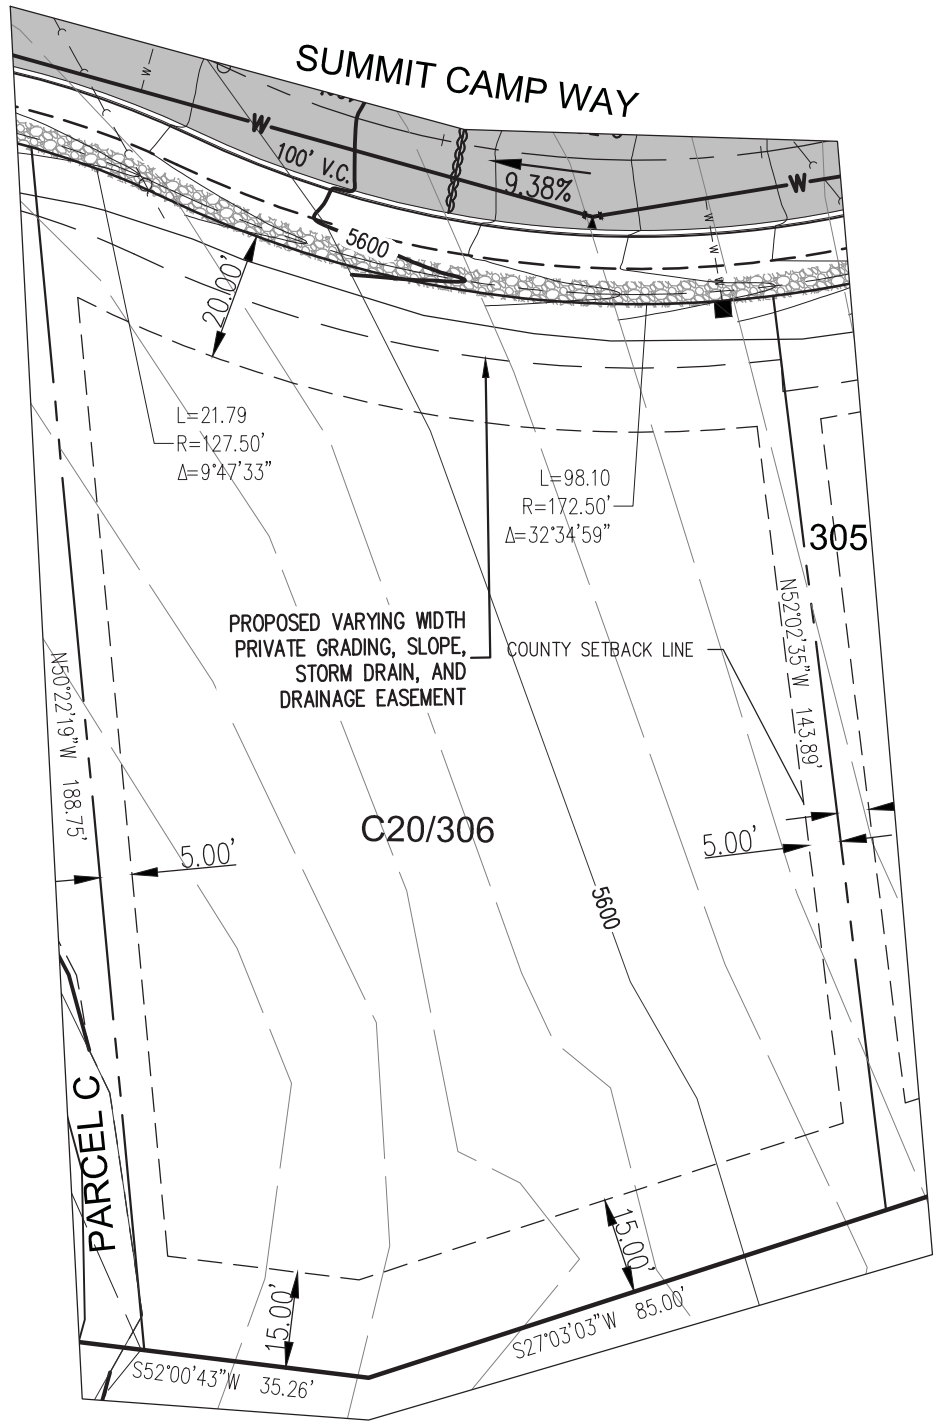 SUMMIT CAMP WAY
W
100' V.C.
9.38%
W
W
W
W
W
5600
20.00'
L=21.79
R=127.50'
Δ=9°47'33"
L=98.10
R=172.50'
Δ=32°34'59"
305
PROPOSED VARYING WIDTH
PRIVATE GRADING, SLOPE,
STORM DRAIN, AND
DRAINAGE EASEMENT
COUNTY SETBACK LINE
N52°02'35"W 143.89'
N50°22'19"W 188.75'
C20/306
5.00'
5.00'
5600
PARCEL C
15.00'
15.00'
S52°00'43"W 35.26'
S27°03'03"W 85.00'